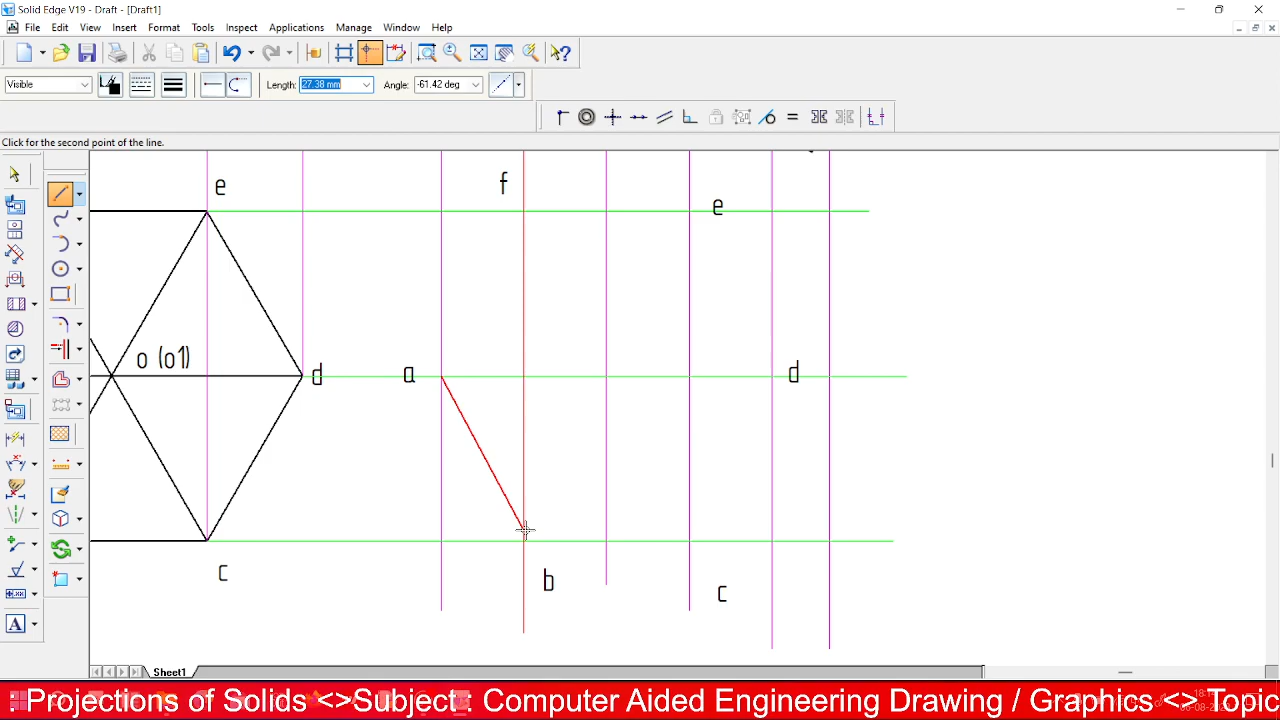 Solid Edge V19 - Draft - [Draft1]
File Edit View Insert Format Tools Inspect Applications Manage Window Help
Visible Length: 27.38 mm Angle: -61.42 deg
Click for the second point of the line.
e f e
o (o1) d a d
c b c
A Sheet1
Projections of Solids <>Subject : Computer Aided Engineering Drawing / Graphics <> Topic